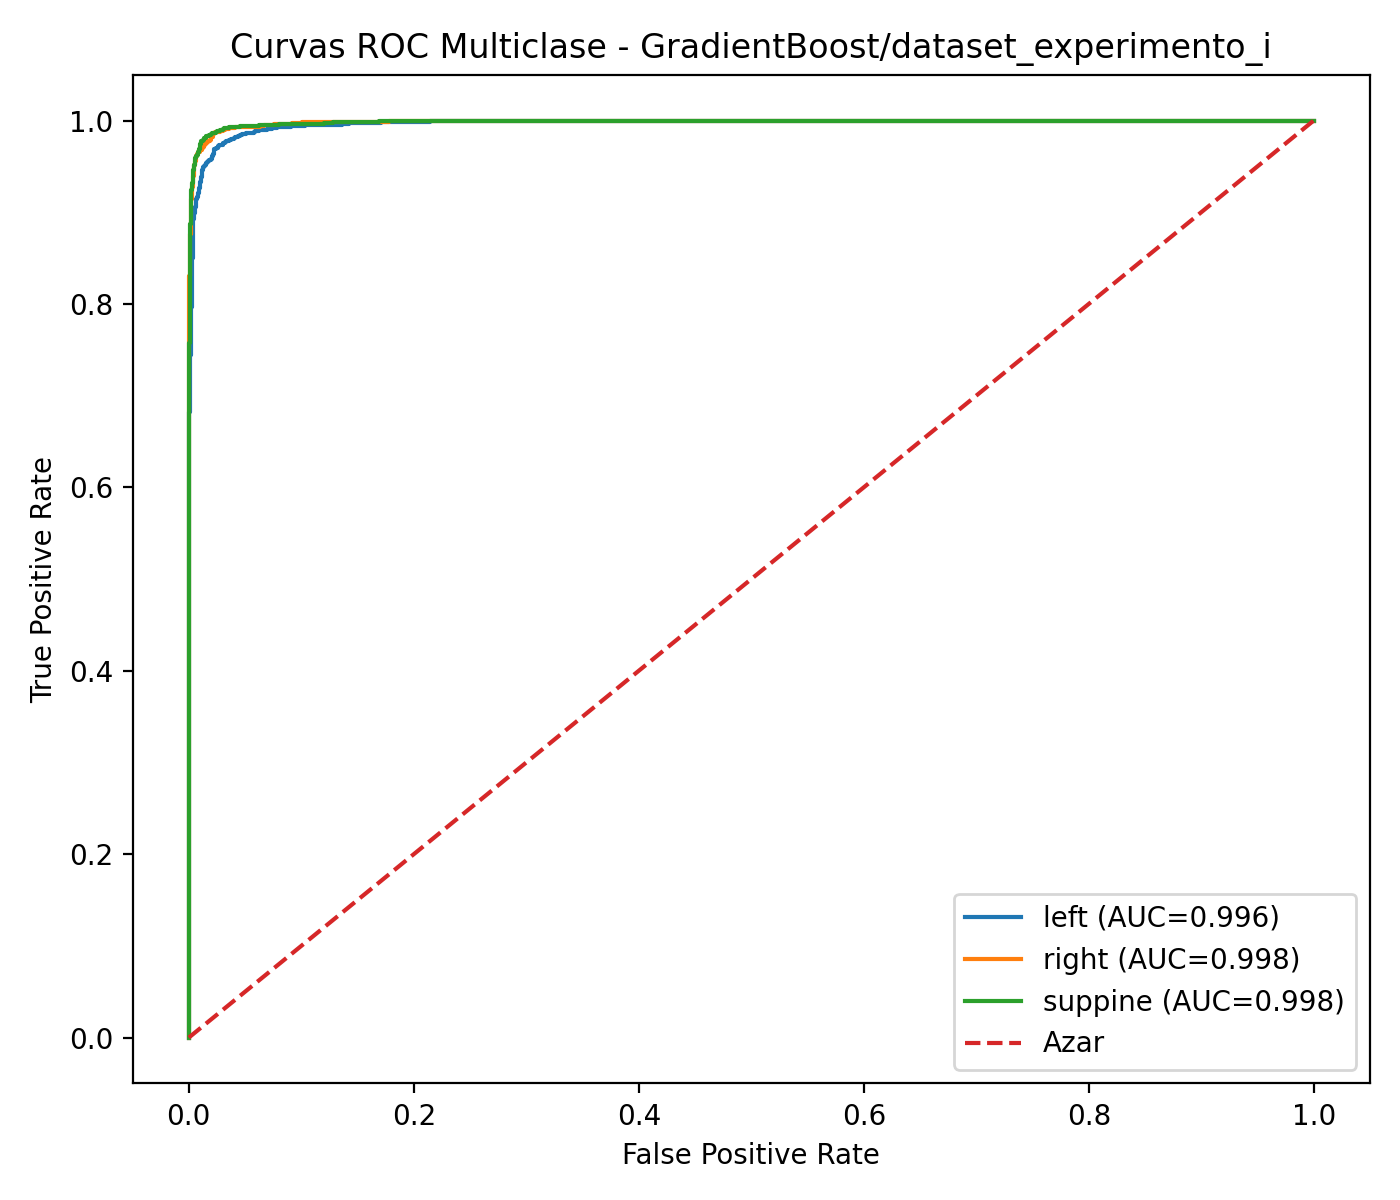 Curvas ROC Multiclase - GradientBoost/dataset_experimento_i
True Positive Rate
1.0
0.8
0.6
0.4
0.2
0.0
left (AUC=0.996)
right (AUC=0.998)
suppine (AUC=0.998)
Azar
0.0 0.2 0.4 0.6 0.8 1.0
False Positive Rate